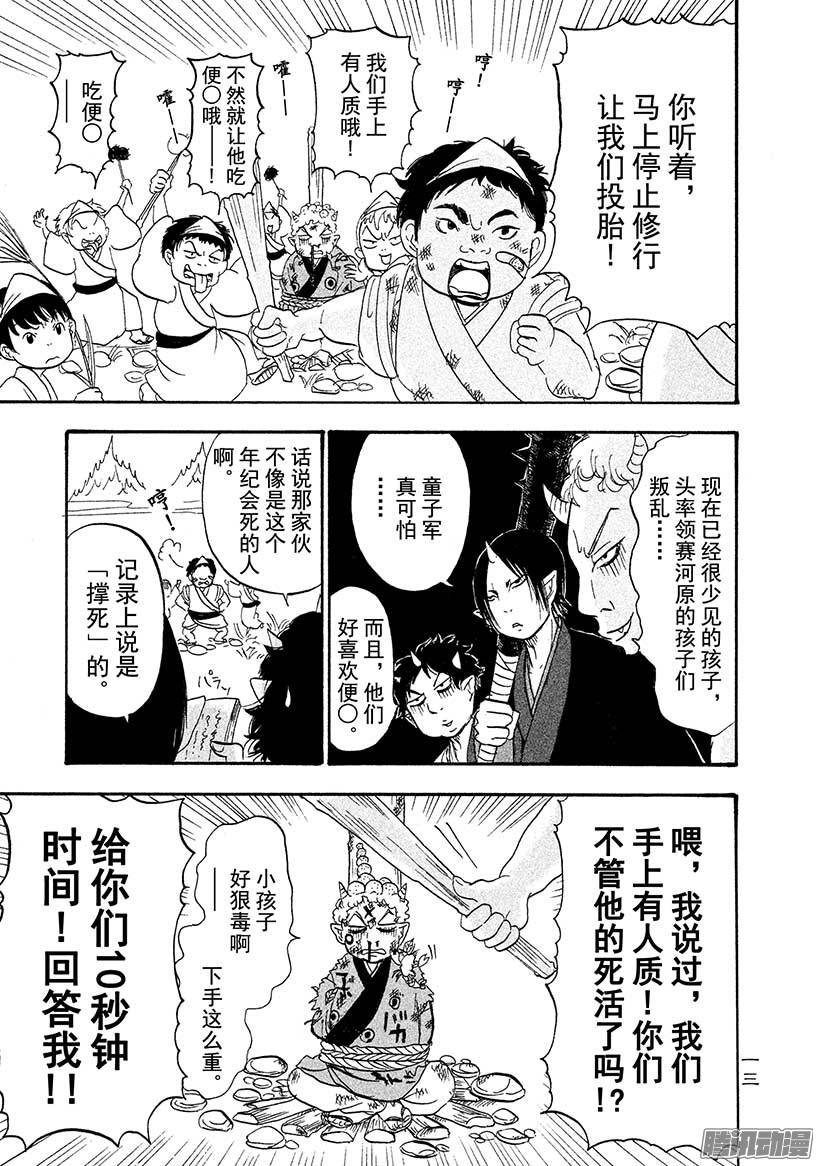 你听着，
马上停止修行
让我们投胎！
哼！
哼！
我们手上
有人质哦！
不然就让他吃
便〇哦——！
嚯——
嚯——
吃便〇
——
现在已经很少见的孩子，
头率领赛河原的孩子们
叛乱……
童子军
真可怕
……
而且，他们
好喜欢便〇。
话说那家伙
不像是这个
年纪会死的人
啊。
哼！
记录上说是
「撑死」的。
喂，我说过，我们
手上有人质！你们
不管他的死活了吗!?
小孩子
好狠毒啊
——
下手这么重。
バカ
给你们10秒钟
时间！回答我!!
一三
腾讯动漫